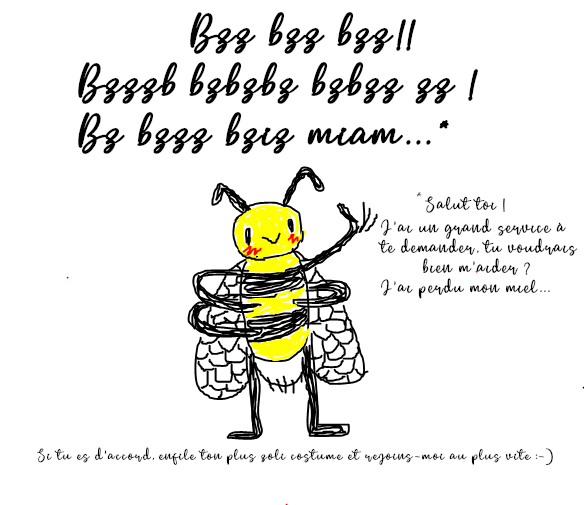 Bzz bzz bzz!!
Bzzzb bzbzbz bzbzz zz !
Bz bzzz bziz miam...*
*Salut toi !
J'ai un grand service à
te demander, tu voudrais
bien m'aider ?
J'ai perdu mon miel...
Si tu es d'accord, enfile ton plus zoli costume et rejoins-moi au plus vite :-)